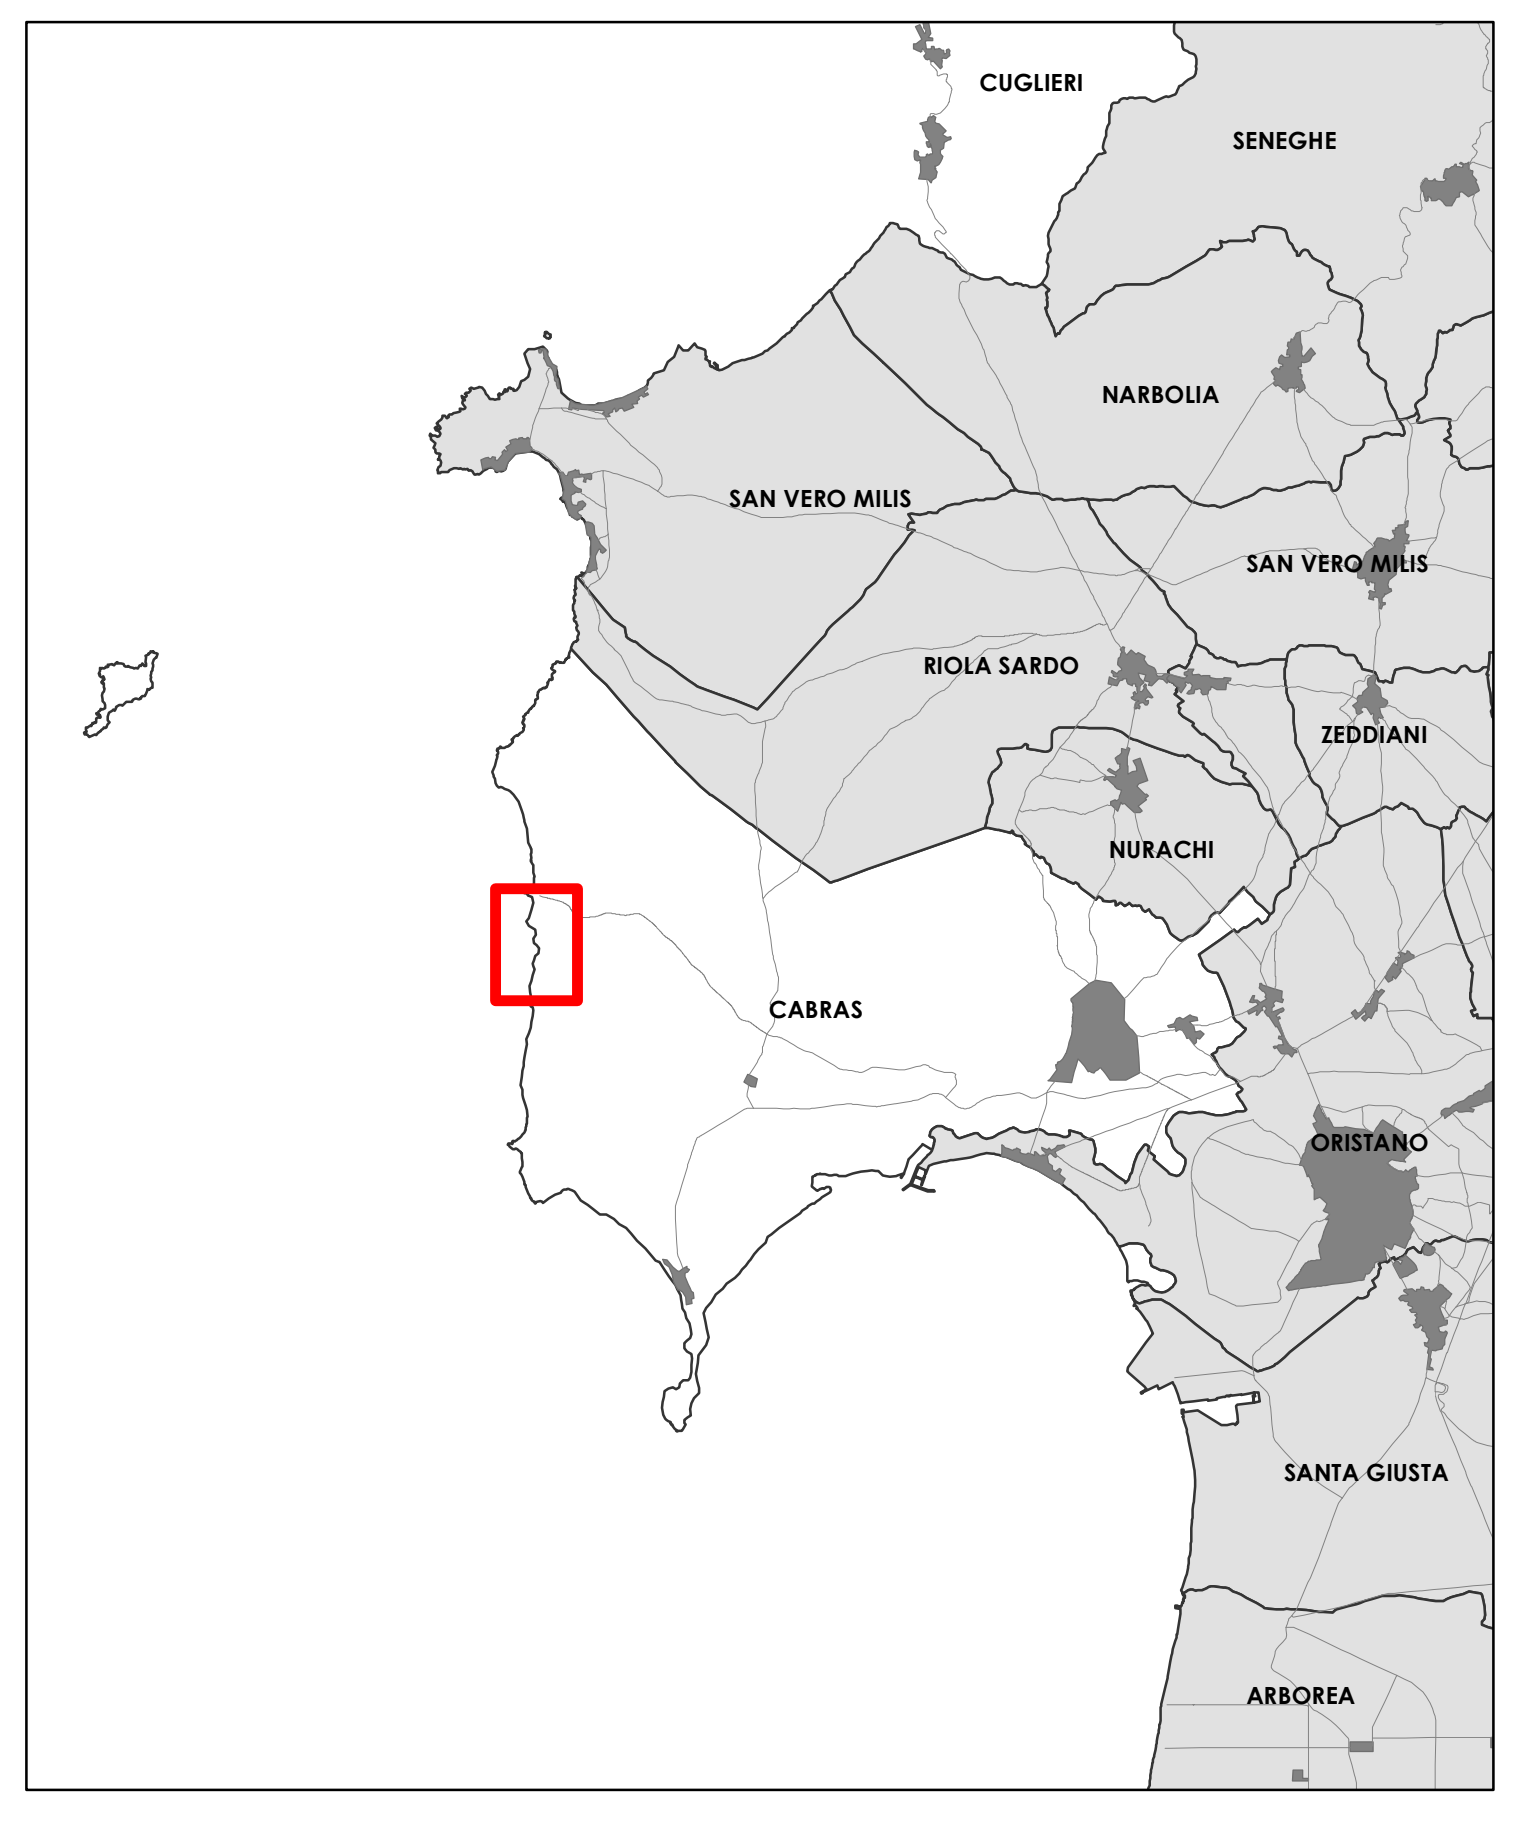 CUGLIERI
SENEGHE
NARBOLIA
SAN VERO MILIS
SAN VERO MILIS
RIOLA SARDO
ZEDDIANI
NURACHI
CABRAS
ORISTANO
SANTA GIUSTA
ARBOREA